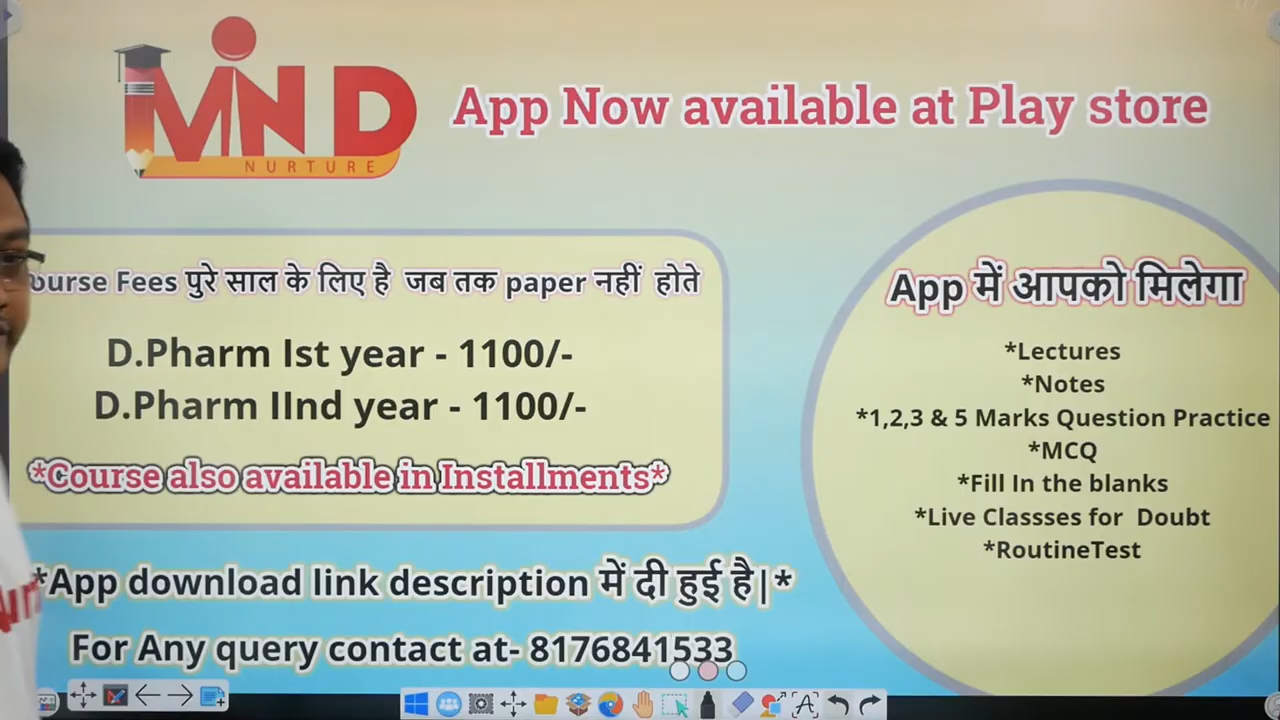 MIND
NURTURE
App Now available at Play store
ourse Fees पुरे साल के लिए है जब तक paper नहीं होते
D.Pharm Ist year - 1100/-
D.Pharm IInd year - 1100/-
*Course also available in Installments*
*App download link description में दी हुई है|*
For Any query contact at- 8176841533
App में आपको मिलेगा
*Lectures
*Notes
*1,2,3 & 5 Marks Question Practice
*MCQ
*Fill In the blanks
*Live Classses for Doubt
*RoutineTest